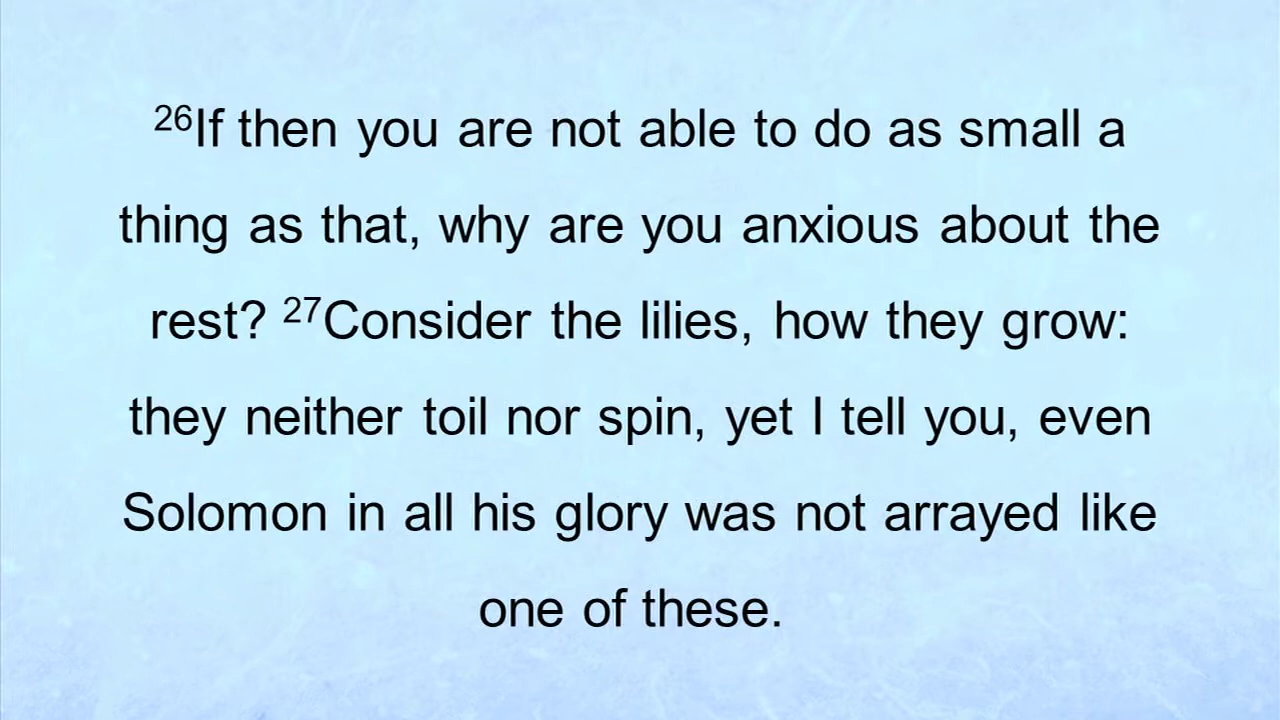 ²⁶If then you are not able to do as small a
thing as that, why are you anxious about the
rest? ²⁷Consider the lilies, how they grow:
they neither toil nor spin, yet I tell you, even
Solomon in all his glory was not arrayed like
one of these.